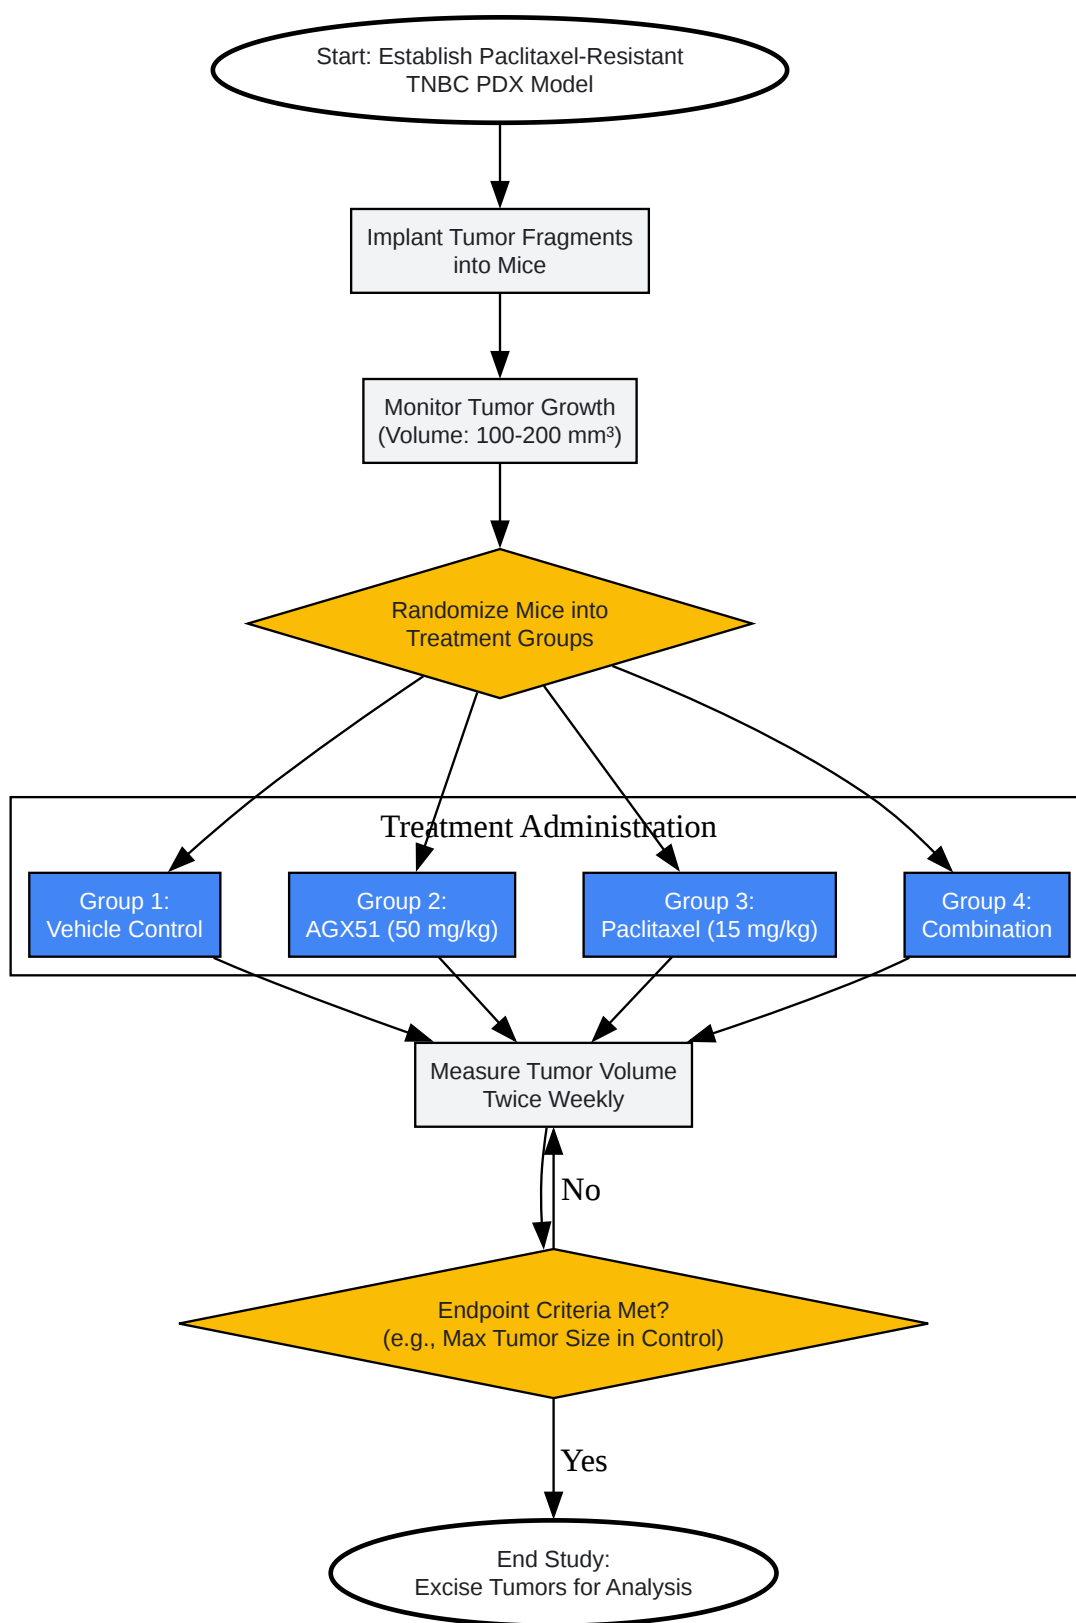 Start: Establish Paclitaxel-Resistant
TNBC PDX Model
Implant Tumor Fragments
into Mice
Monitor Tumor Growth
(Volume: 100-200 mm³)
Randomize Mice into
Treatment Groups
Treatment Administration
Group 1:
Vehicle Control
Group 2:
AGX51 (50 mg/kg)
Group 3:
Paclitaxel (15 mg/kg)
Group 4:
Combination
Measure Tumor Volume
Twice Weekly
No
Endpoint Criteria Met?
(e.g., Max Tumor Size in Control)
Yes
End Study:
Excise Tumors for Analysis